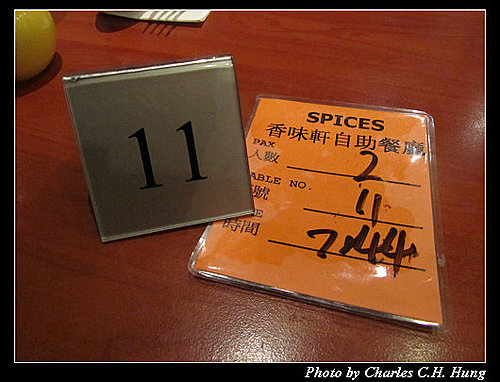 11
SPICES
香味軒自助餐廳
PAX
人數 2
ABLE NO.
號 11
E
時間 7:44
Photo by Charles C.H. Hung